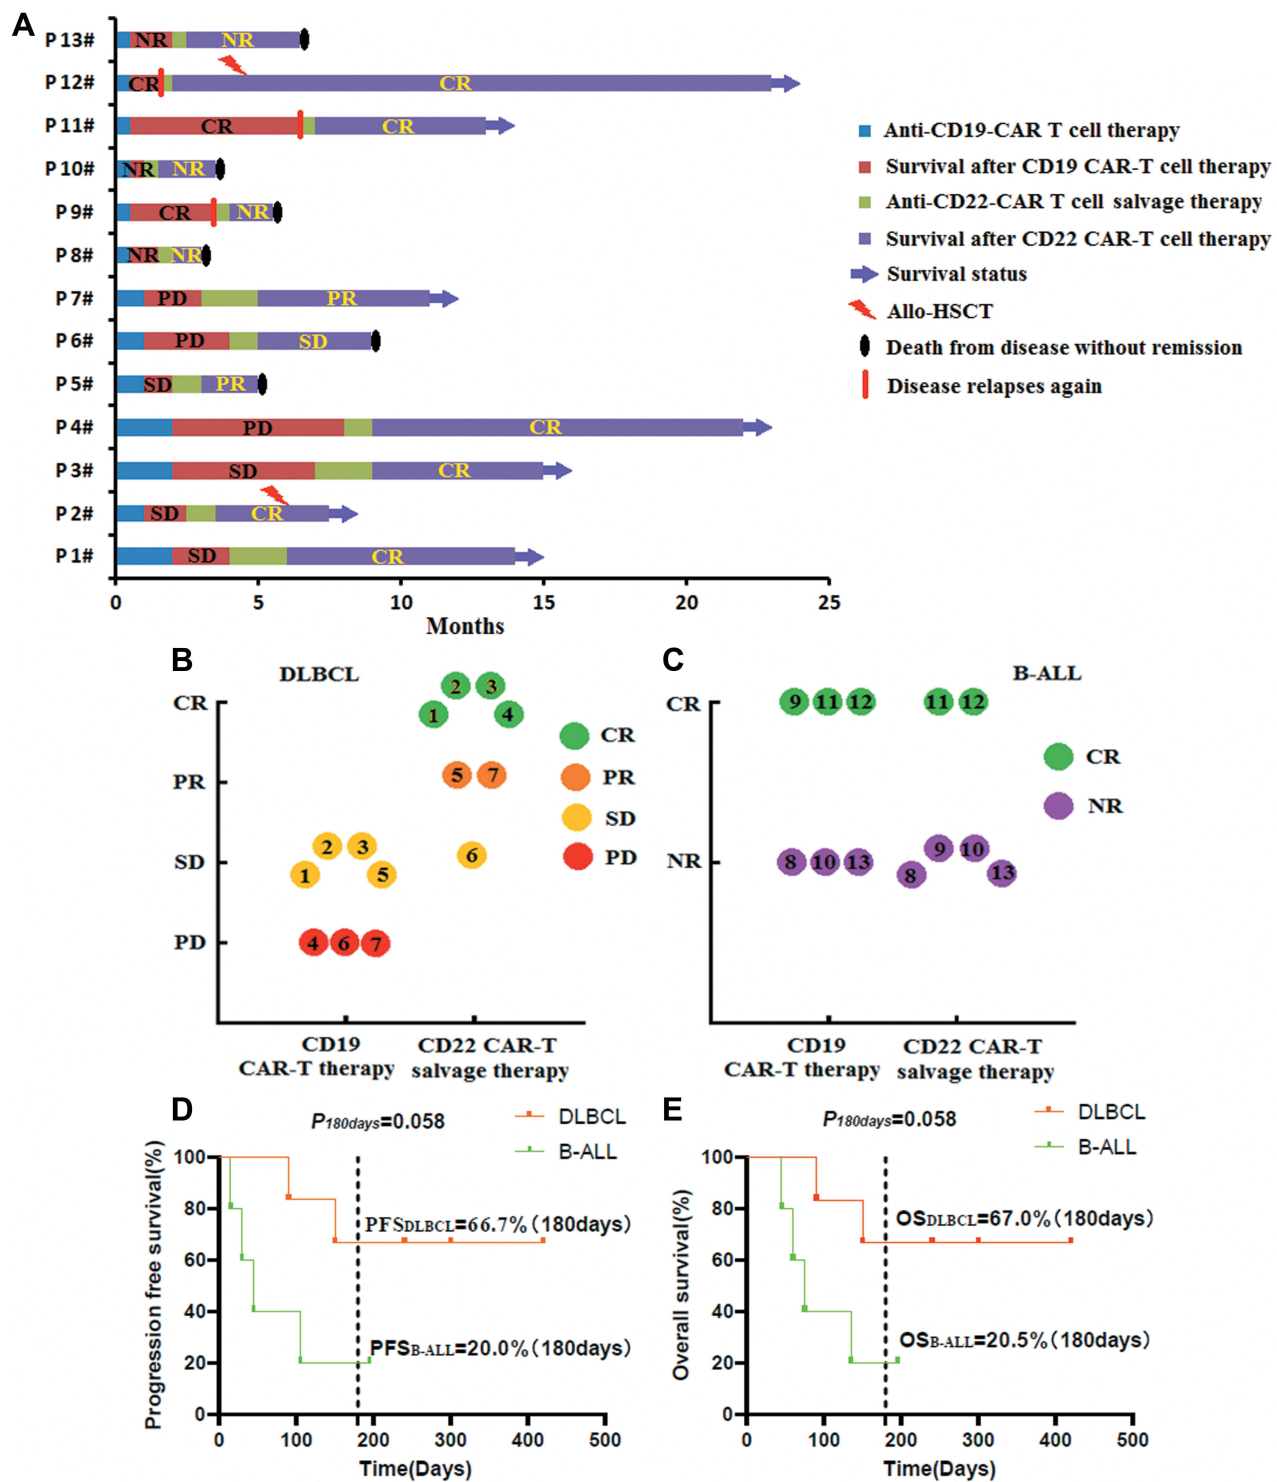 A
P 13# NR NR
P 12# CR CR
P 11# CR CR
P 10# NR NR
P 9# CR NR
P 8# NR NR
P 7# PD PR
P 6# PD SD
P 5# SD PR
P 4# PD CR
P 3# SD CR
P 2# SD CR
P 1# SD CR
0 5 10 15 20 25
Months
Anti-CD19-CAR T cell therapy
Survival after CD19 CAR-T cell therapy
Anti-CD22-CAR T cell salvage therapy
Survival after CD22 CAR-T cell therapy
Survival status
Allo-HSCT
Death from disease without remission
Disease relapses again
B
DLBCL
CR
PR
SD
PD
2 3
1 4
5 7
2 3
6
1 5
4 6 7
CR
PR
SD
PD
CD19
CAR-T therapy
CD22 CAR-T
salvage therapy
C
B-ALL
CR
NR
9 11 12 11 12
9 10
8 10 13 8 13
CR
NR
CD19
CAR-T therapy
CD22 CAR-T
salvage therapy
D
P180days=0.058
DLBCL
B-ALL
Progression free survival(%)
100
80
60
40
20
0
PFSDLBCL=66.7%(180days)
PFSB-ALL=20.0%(180days)
0 100 200 300 400 500
Time(Days)
E
P180days=0.058
DLBCL
B-ALL
Overall survival(%)
100
80
60
40
20
0
OSDLBCL=67.0%(180days)
OSB-ALL=20.5%(180days)
0 100 200 300 400 500
Time(Days)